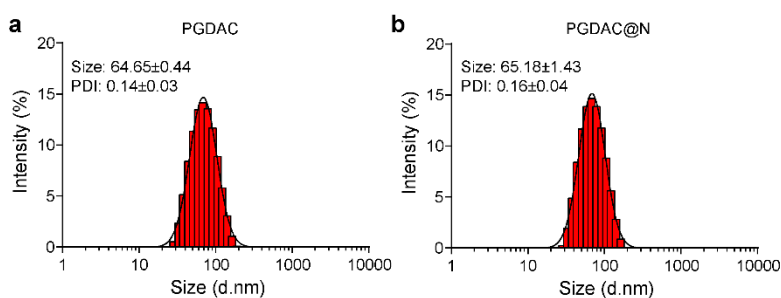 a
PGDAC
Size: 64.65±0.44
PDI: 0.14±0.03
Intensity (%)
20
15
10
5
0
1 10 100 1000 10000
Size (d.nm)
b
PGDAC@N
Size: 65.18±1.43
PDI: 0.16±0.04
Intensity (%)
20
15
10
5
0
1 10 100 1000 10000
Size (d.nm)